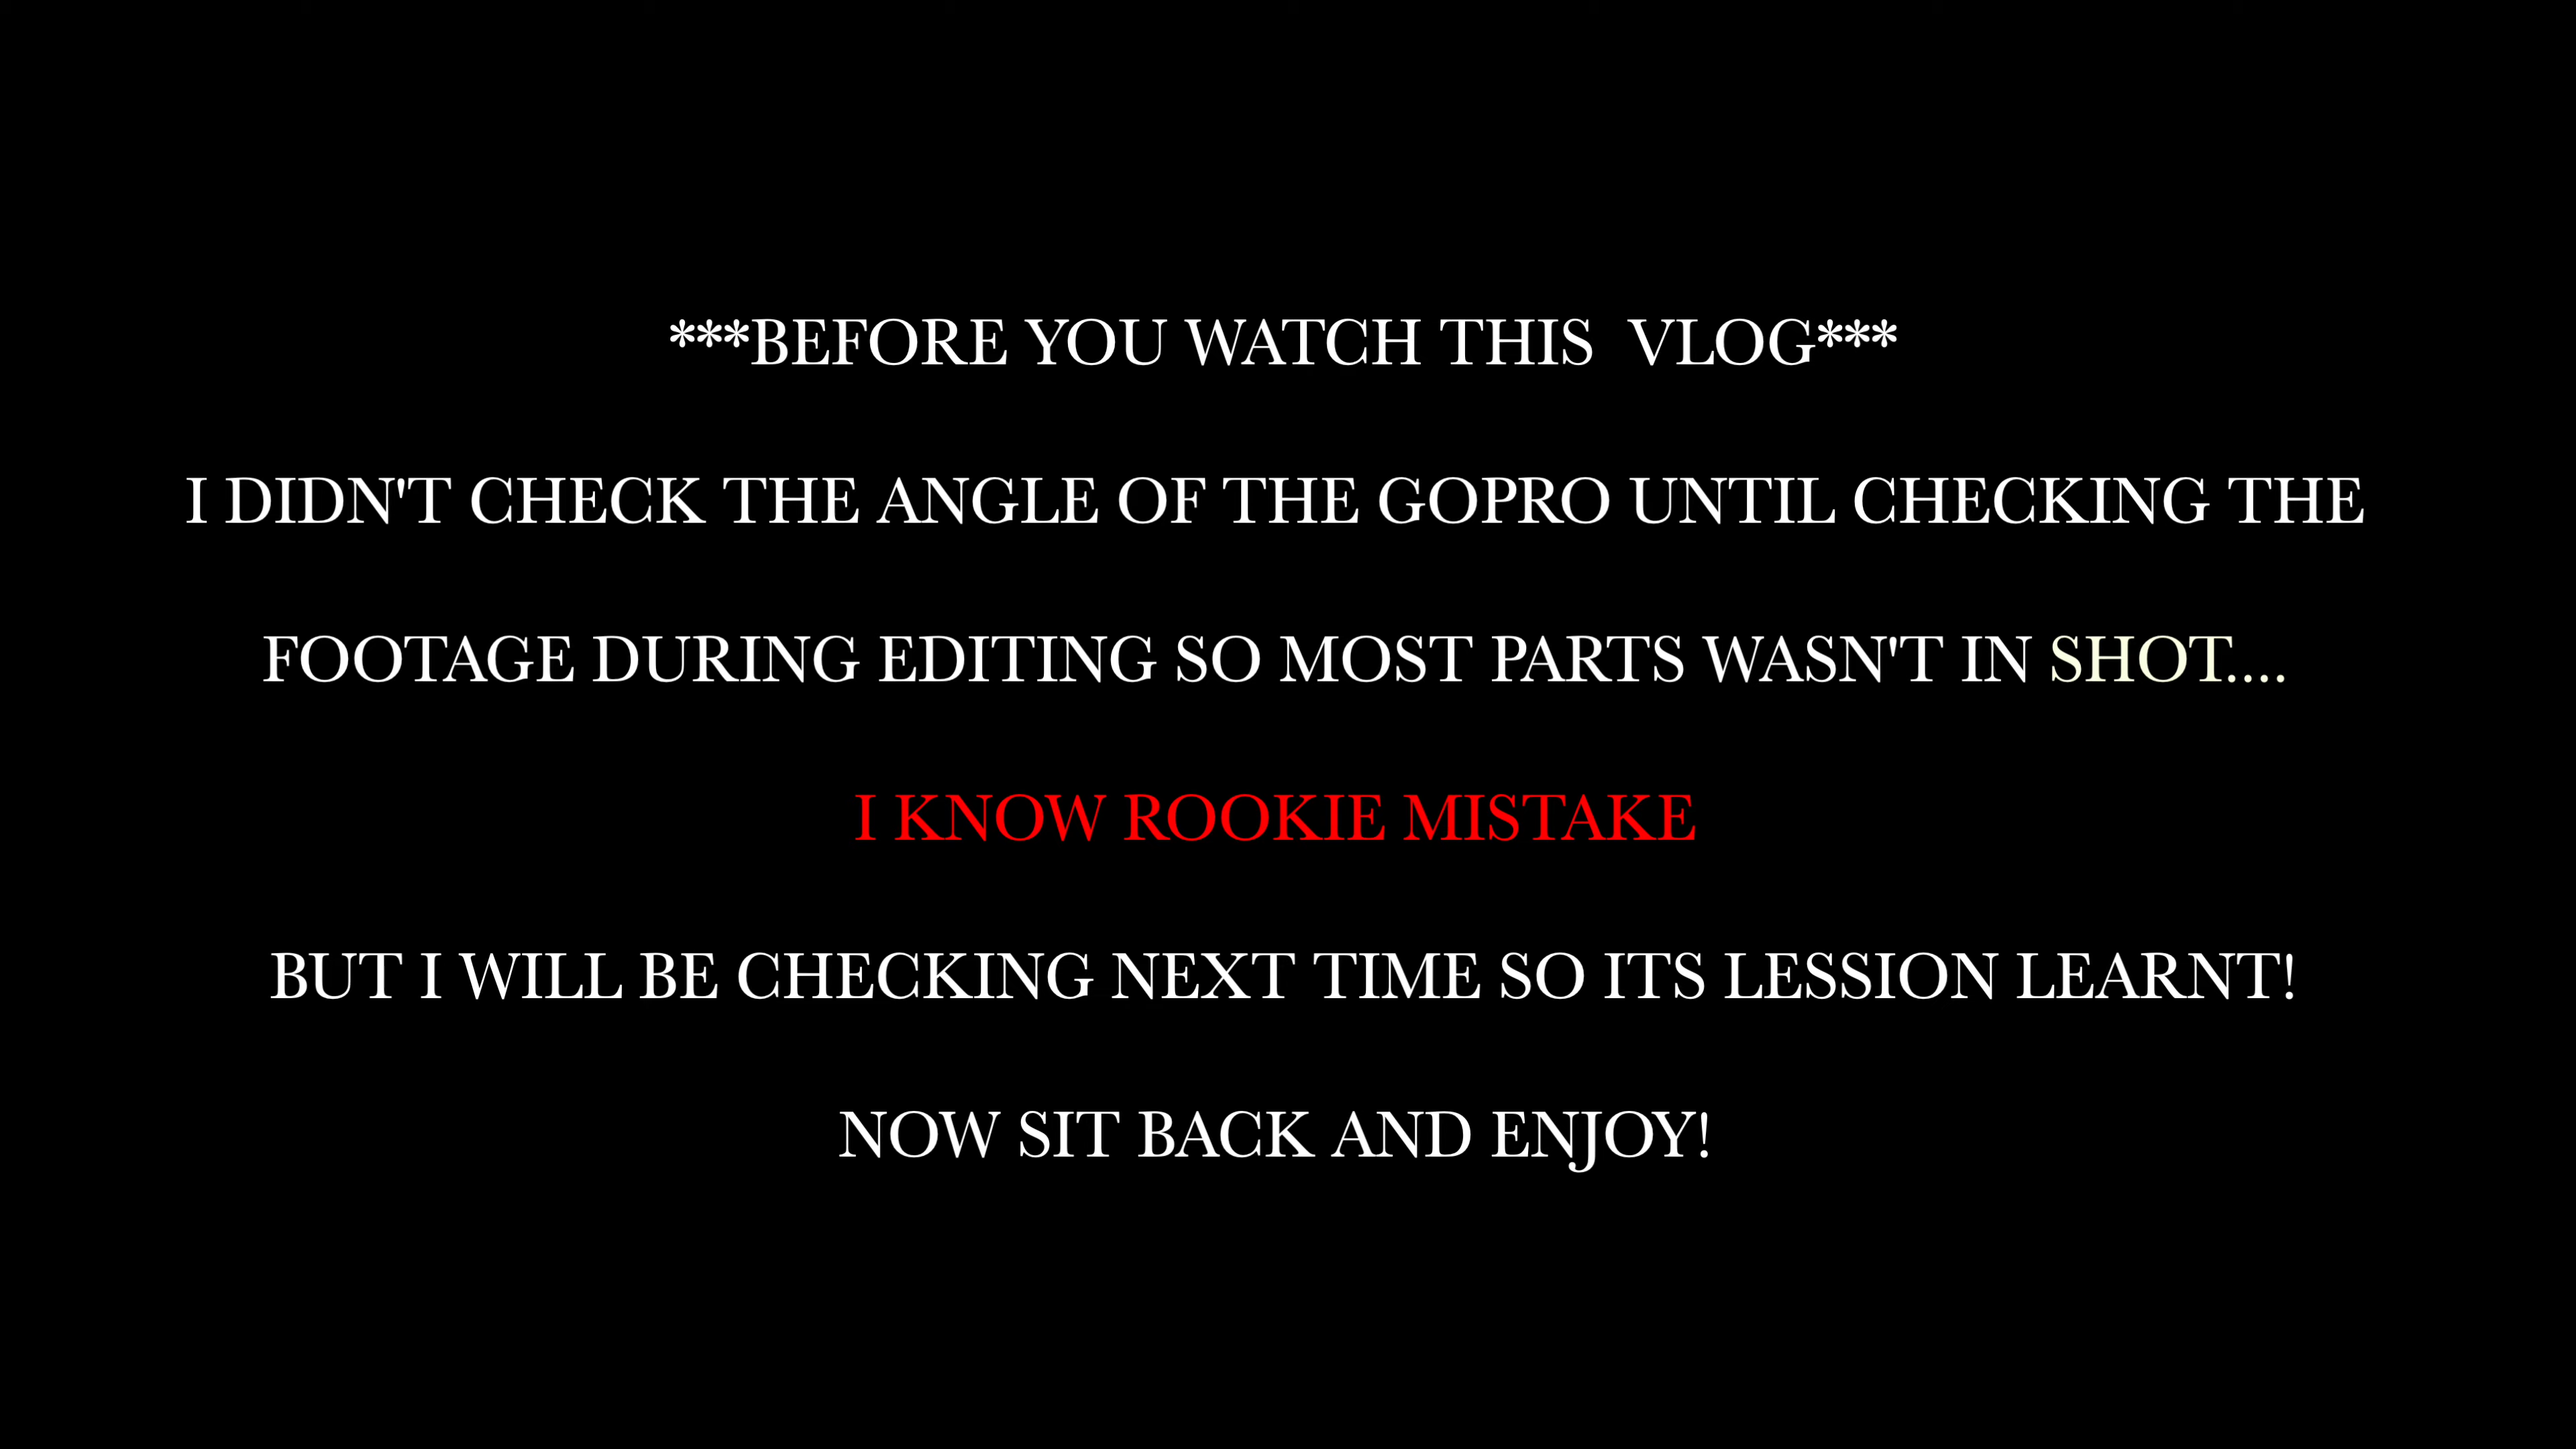 ***BEFORE YOU WATCH THIS  VLOG***
I DIDN'T CHECK THE ANGLE OF THE GOPRO UNTIL CHECKING THE
FOOTAGE DURING EDITING SO MOST PARTS WASN'T IN SHOT....
I KNOW ROOKIE MISTAKE
BUT I WILL BE CHECKING NEXT TIME SO ITS LESSION LEARNT!
NOW SIT BACK AND ENJOY!